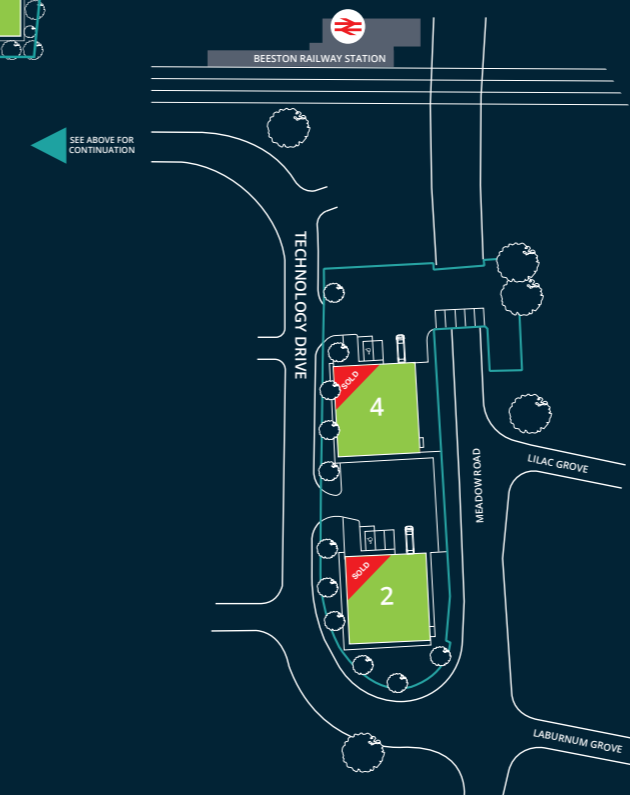 BEESTON RAILWAY STATION
SEE ABOVE FOR
CONTINUATION
TECHNOLOGY DRIVE
SOLD
4
LILAC GROVE
MEADOW ROAD
SOLD
2
LABURNUM GROVE